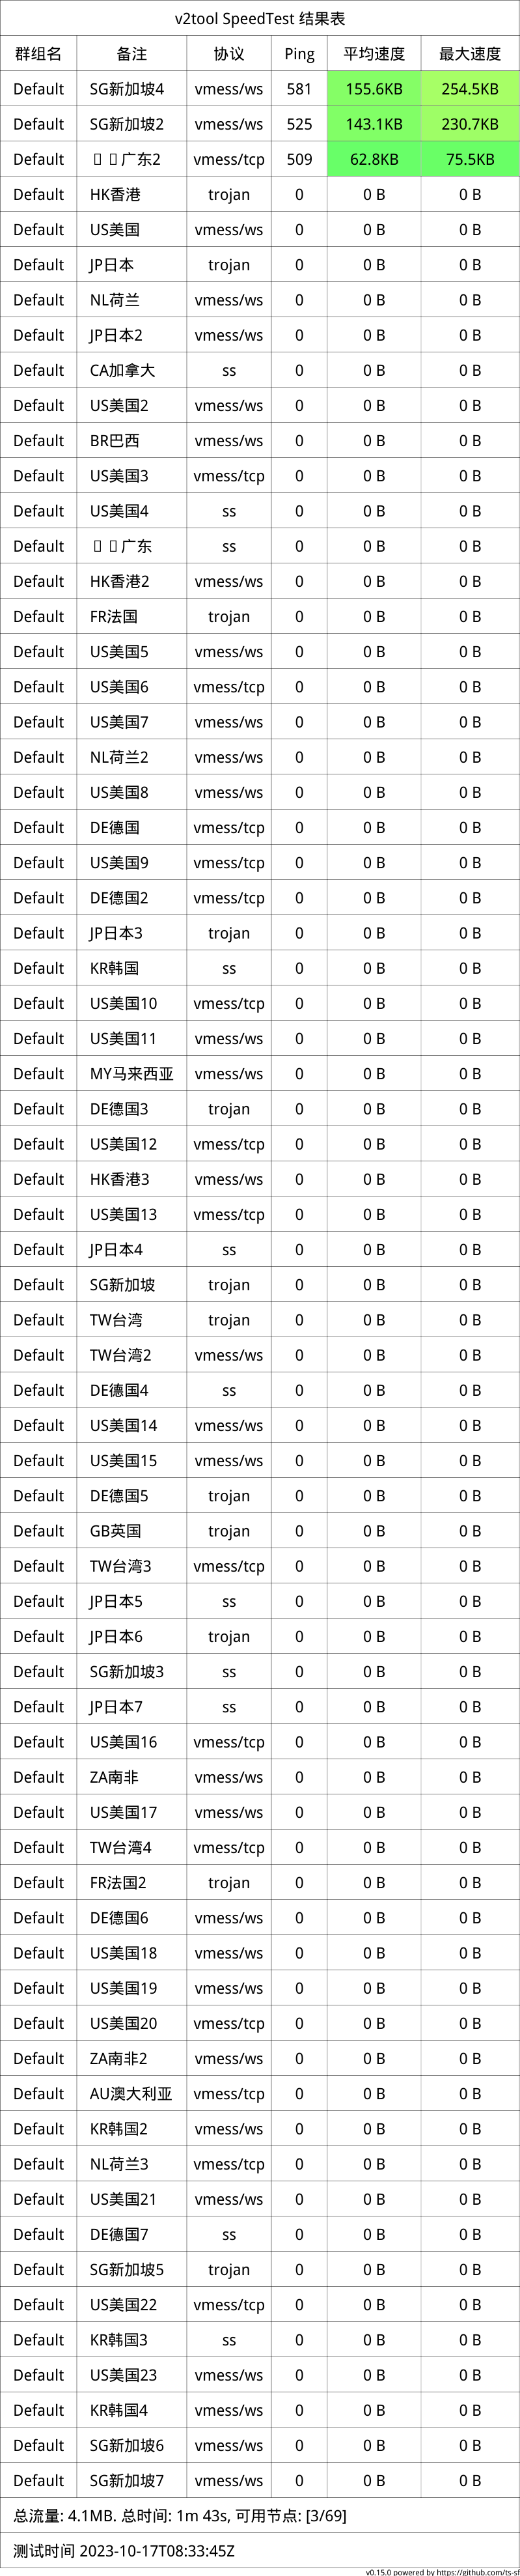 v2tool SpeedTest 结果表
群组名 备注 协议 Ping 平均速度 最大速度
Default SG新加坡4 vmess/ws 581 155.6KB 254.5KB
Default SG新加坡2 vmess/ws 525 143.1KB 230.7KB
Default 广东2 vmess/tcp 509 62.8KB 75.5KB
Default HK香港 trojan 0 0 B 0 B
Default US美国 vmess/ws 0 0 B 0 B
Default JP日本 trojan 0 0 B 0 B
Default NL荷兰 vmess/ws 0 0 B 0 B
Default JP日本2 vmess/ws 0 0 B 0 B
Default CA加拿大 ss 0 0 B 0 B
Default US美国2 vmess/ws 0 0 B 0 B
Default BR巴西 vmess/ws 0 0 B 0 B
Default US美国3 vmess/tcp 0 0 B 0 B
Default US美国4 ss 0 0 B 0 B
Default 广东 ss 0 0 B 0 B
Default HK香港2 vmess/ws 0 0 B 0 B
Default FR法国 trojan 0 0 B 0 B
Default US美国5 vmess/ws 0 0 B 0 B
Default US美国6 vmess/tcp 0 0 B 0 B
Default US美国7 vmess/ws 0 0 B 0 B
Default NL荷兰2 vmess/ws 0 0 B 0 B
Default US美国8 vmess/ws 0 0 B 0 B
Default DE德国 vmess/tcp 0 0 B 0 B
Default US美国9 vmess/tcp 0 0 B 0 B
Default DE德国2 vmess/tcp 0 0 B 0 B
Default JP日本3 trojan 0 0 B 0 B
Default KR韩国 ss 0 0 B 0 B
Default US美国10 vmess/tcp 0 0 B 0 B
Default US美国11 vmess/ws 0 0 B 0 B
Default MY马来西亚 vmess/ws 0 0 B 0 B
Default DE德国3 trojan 0 0 B 0 B
Default US美国12 vmess/tcp 0 0 B 0 B
Default HK香港3 vmess/ws 0 0 B 0 B
Default US美国13 vmess/tcp 0 0 B 0 B
Default JP日本4 ss 0 0 B 0 B
Default SG新加坡 trojan 0 0 B 0 B
Default TW台湾 trojan 0 0 B 0 B
Default TW台湾2 vmess/ws 0 0 B 0 B
Default DE德国4 ss 0 0 B 0 B
Default US美国14 vmess/ws 0 0 B 0 B
Default US美国15 vmess/ws 0 0 B 0 B
Default DE德国5 trojan 0 0 B 0 B
Default GB英国 trojan 0 0 B 0 B
Default TW台湾3 vmess/tcp 0 0 B 0 B
Default JP日本5 ss 0 0 B 0 B
Default JP日本6 trojan 0 0 B 0 B
Default SG新加坡3 ss 0 0 B 0 B
Default JP日本7 ss 0 0 B 0 B
Default US美国16 vmess/tcp 0 0 B 0 B
Default ZA南非 vmess/ws 0 0 B 0 B
Default US美国17 vmess/ws 0 0 B 0 B
Default TW台湾4 vmess/tcp 0 0 B 0 B
Default FR法国2 trojan 0 0 B 0 B
Default DE德国6 vmess/ws 0 0 B 0 B
Default US美国18 vmess/ws 0 0 B 0 B
Default US美国19 vmess/ws 0 0 B 0 B
Default US美国20 vmess/tcp 0 0 B 0 B
Default ZA南非2 vmess/ws 0 0 B 0 B
Default AU澳大利亚 vmess/tcp 0 0 B 0 B
Default KR韩国2 vmess/ws 0 0 B 0 B
Default NL荷兰3 vmess/tcp 0 0 B 0 B
Default US美国21 vmess/ws 0 0 B 0 B
Default DE德国7 ss 0 0 B 0 B
Default SG新加坡5 trojan 0 0 B 0 B
Default US美国22 vmess/tcp 0 0 B 0 B
Default KR韩国3 ss 0 0 B 0 B
Default US美国23 vmess/ws 0 0 B 0 B
Default KR韩国4 vmess/ws 0 0 B 0 B
Default SG新加坡6 vmess/ws 0 0 B 0 B
Default SG新加坡7 vmess/ws 0 0 B 0 B
总流量: 4.1MB. 总时间: 1m 43s, 可用节点: [3/69]
测试时间 2023-10-17T08:33:45Z
v0.15.0 powered by https://github.com/ts-sf